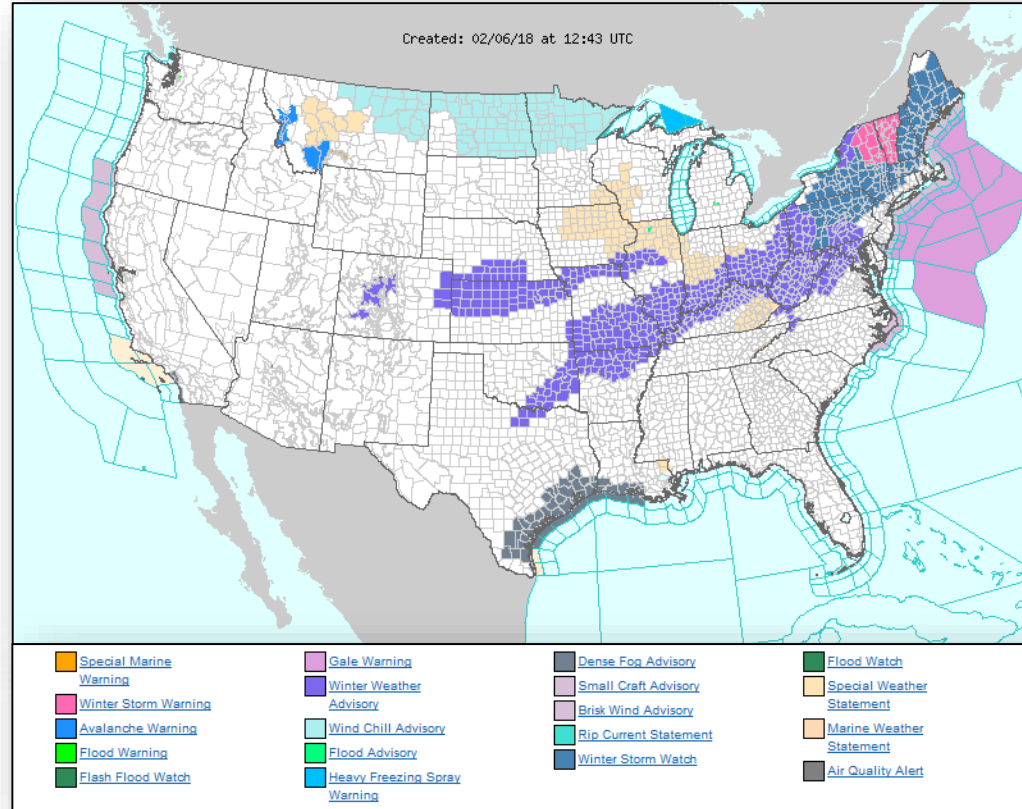 Created: 02/06/18 at 12:43 UTC
Special Marine
Warning
Winter Storm Warning
Avalanche Warning
Flood Warning
Flash Flood Watch
Gale Warning
Winter Weather
Advisory
Wind Chill Advisory
Flood Advisory
Heavy Freezing Spray
Warning
Dense Fog Advisory
Small Craft Advisory
Brisk Wind Advisory
Rip Current Statement
Winter Storm Watch
Flood Watch
Special Weather
Statement
Marine Weather
Statement
Air Quality Alert